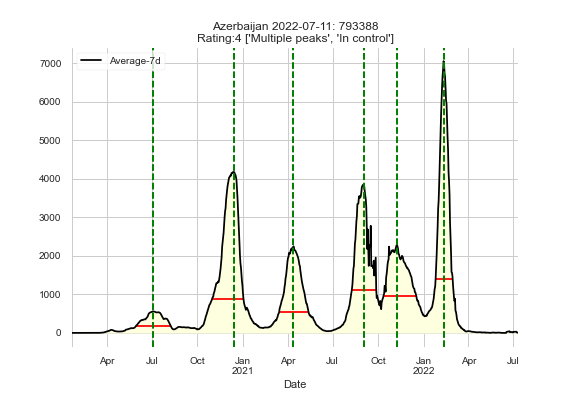 Azerbaijan 2022-07-11: 793388
Rating:4 ['Multiple peaks', 'In control']
Average-7d
7000
6000
5000
4000
3000
2000
1000
0
Apr Jul Oct Jan Apr Jul Oct Jan Apr Jul
2021 2022
Date